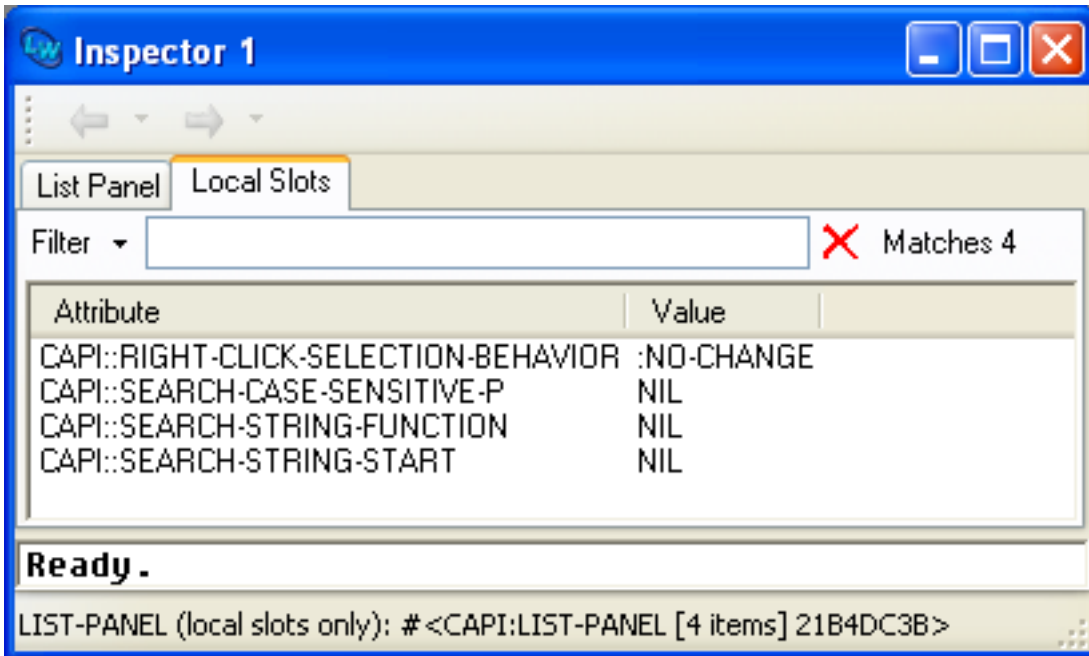 LW Inspector 1
List Panel Local Slots
Filter Matches 4
Attribute Value
CAPI::RIGHT-CLICK-SELECTION-BEHAVIOR :NO-CHANGE
CAPI::SEARCH-CASE-SENSITIVE-P NIL
CAPI::SEARCH-STRING-FUNCTION NIL
CAPI::SEARCH-STRING-START NIL
Ready.
LIST-PANEL (local slots only): #<CAPI:LIST-PANEL [4 items] 21B4DC3B>